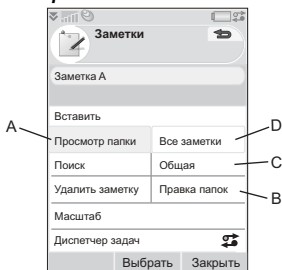 Заметки
Заметка А
Вставить
Просмотр папки
Все заметки
Поиск
Общая
Удалить заметку
Правка папок
Масштаб
Диспетчер задач
Выбрать
Закрыть
A
D
C
B